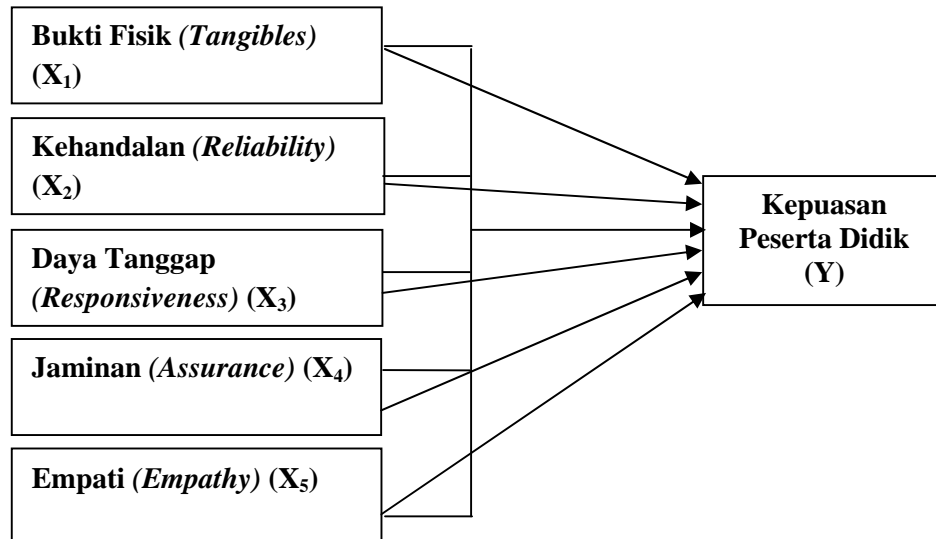 Bukti Fisik (Tangibles)
(X₁)
Kehandalan (Reliability)
(X₂)
Daya Tanggap
(Responsiveness) (X₃)
Jaminan (Assurance) (X₄)
Empati (Empathy) (X₅)
Kepuasan
Peserta Didik
(Y)